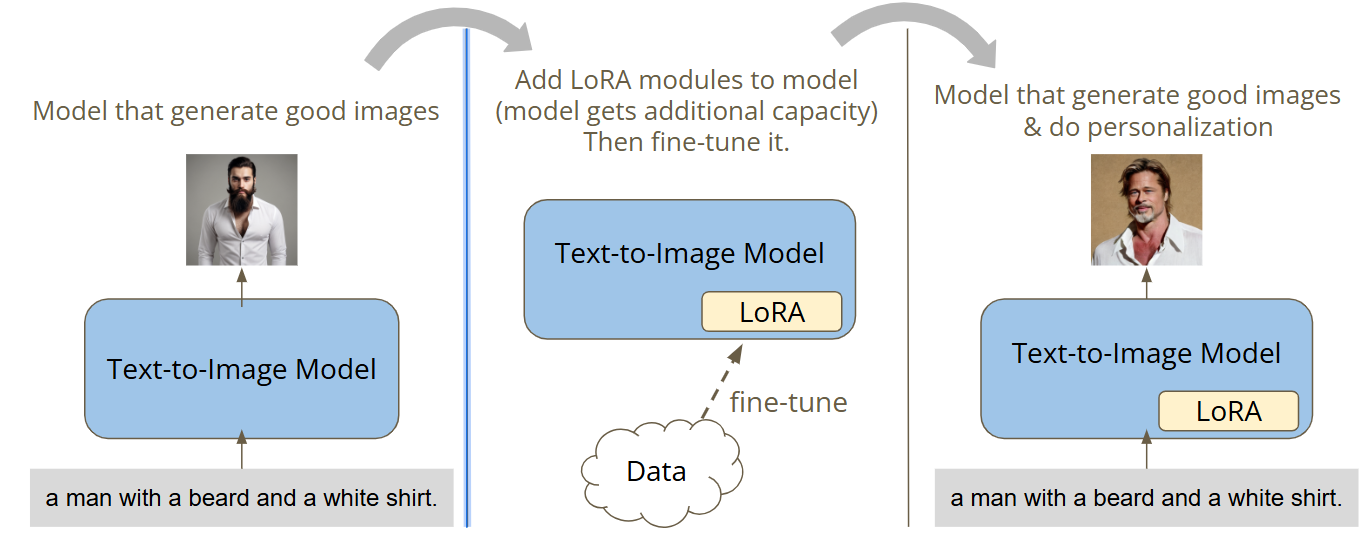 Model that generate good images
Text-to-Image Model
a man with a beard and a white shirt.
Add LoRA modules to model
(model gets additional capacity)
Then fine-tune it.
Text-to-Image Model
LoRA
fine-tune
Data
Model that generate good images
& do personalization
Text-to-Image Model
LoRA
a man with a beard and a white shirt.